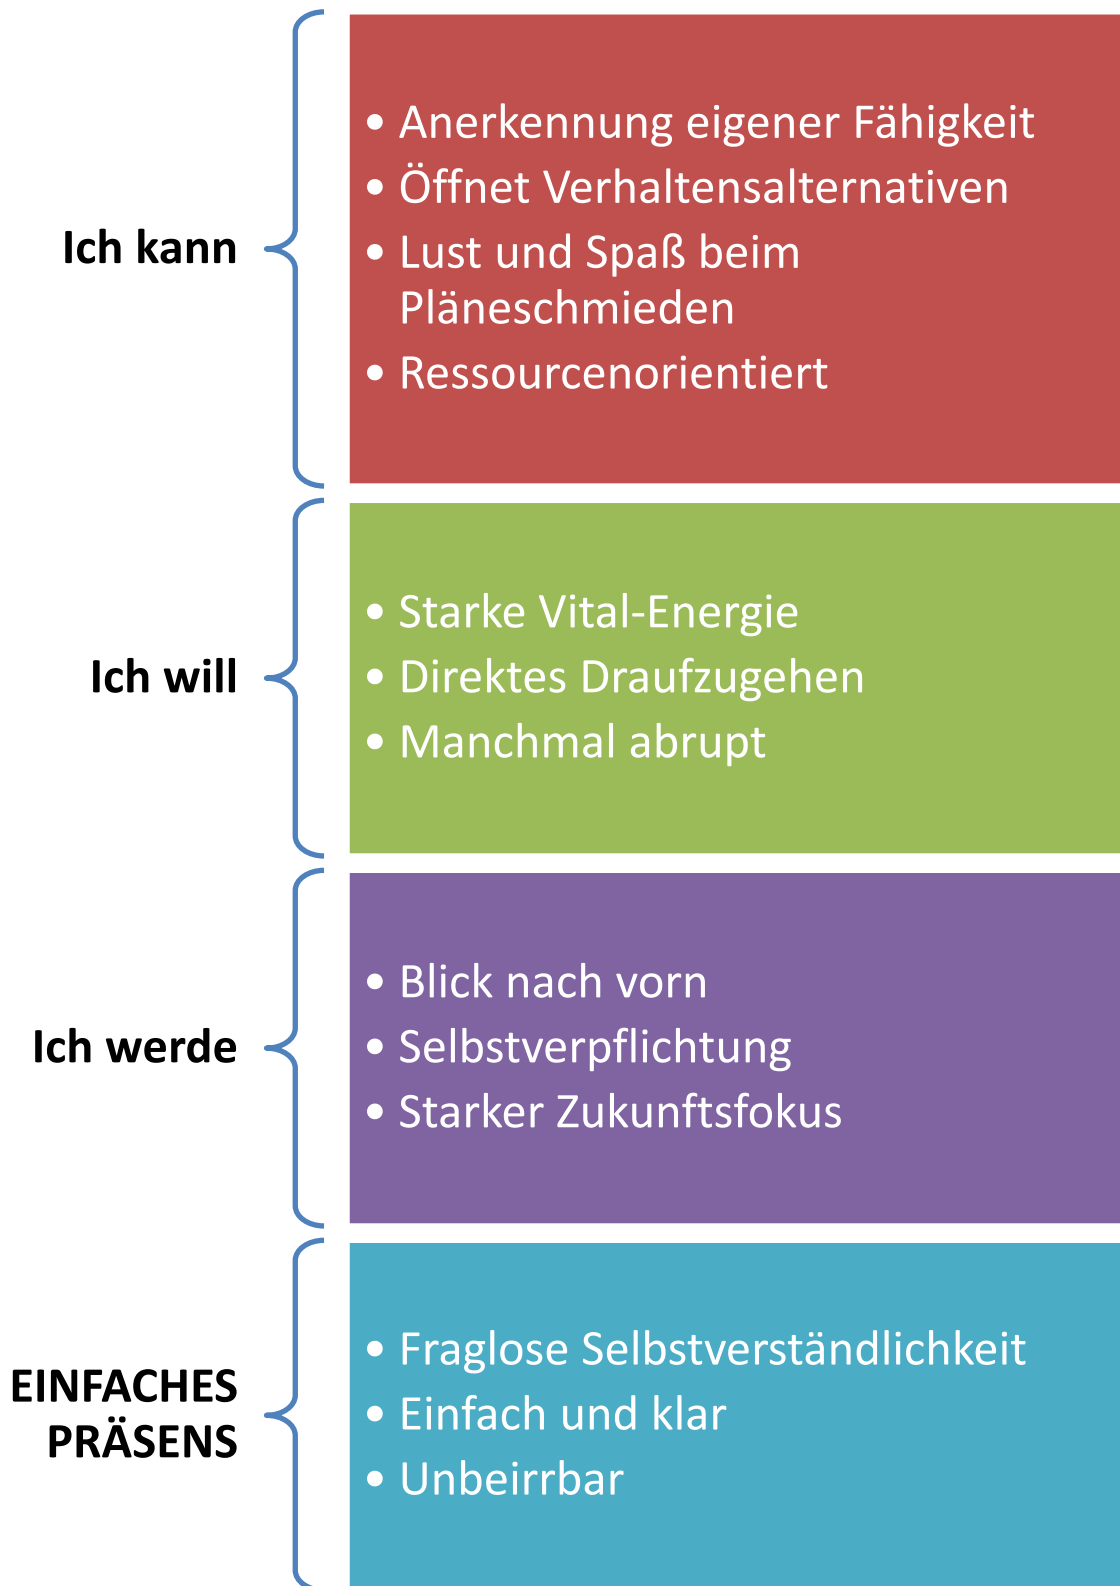 Ich kann
• Anerkennung eigener Fähigkeit
• Öffnet Verhaltensalternativen
• Lust und Spaß beim
Pläneschmieden
• Ressourcenorientiert
Ich will
• Starke Vital-Energie
• Direktes Draufzugehen
• Manchmal abrupt
Ich werde
• Blick nach vorn
• Selbstverpflichtung
• Starker Zukunftsfokus
EINFACHES
PRÄSENS
• Fraglose Selbstverständlichkeit
• Einfach und klar
• Unbeirrbar